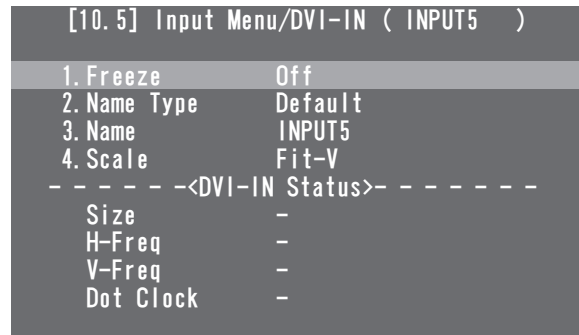 [10.5] Input Menu/DVI-IN ( INPUT5 )
1.Freeze Off
2.Name Type Default
3.Name INPUT5
4.Scale Fit-V
- - - - - -<DVI-IN Status>- - - - - - -
Size -
H-Freq -
V-Freq -
Dot Clock -